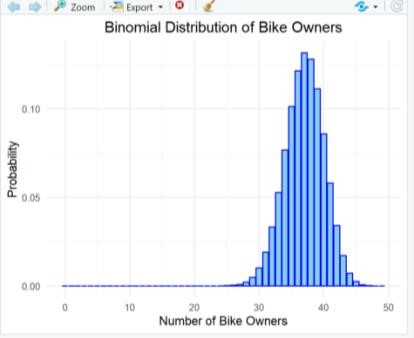 Zoom Export
Binomial Distribution of Bike Owners
0.10
0.05
0.00
Probability
0 10 20 30 40 50
Number of Bike Owners